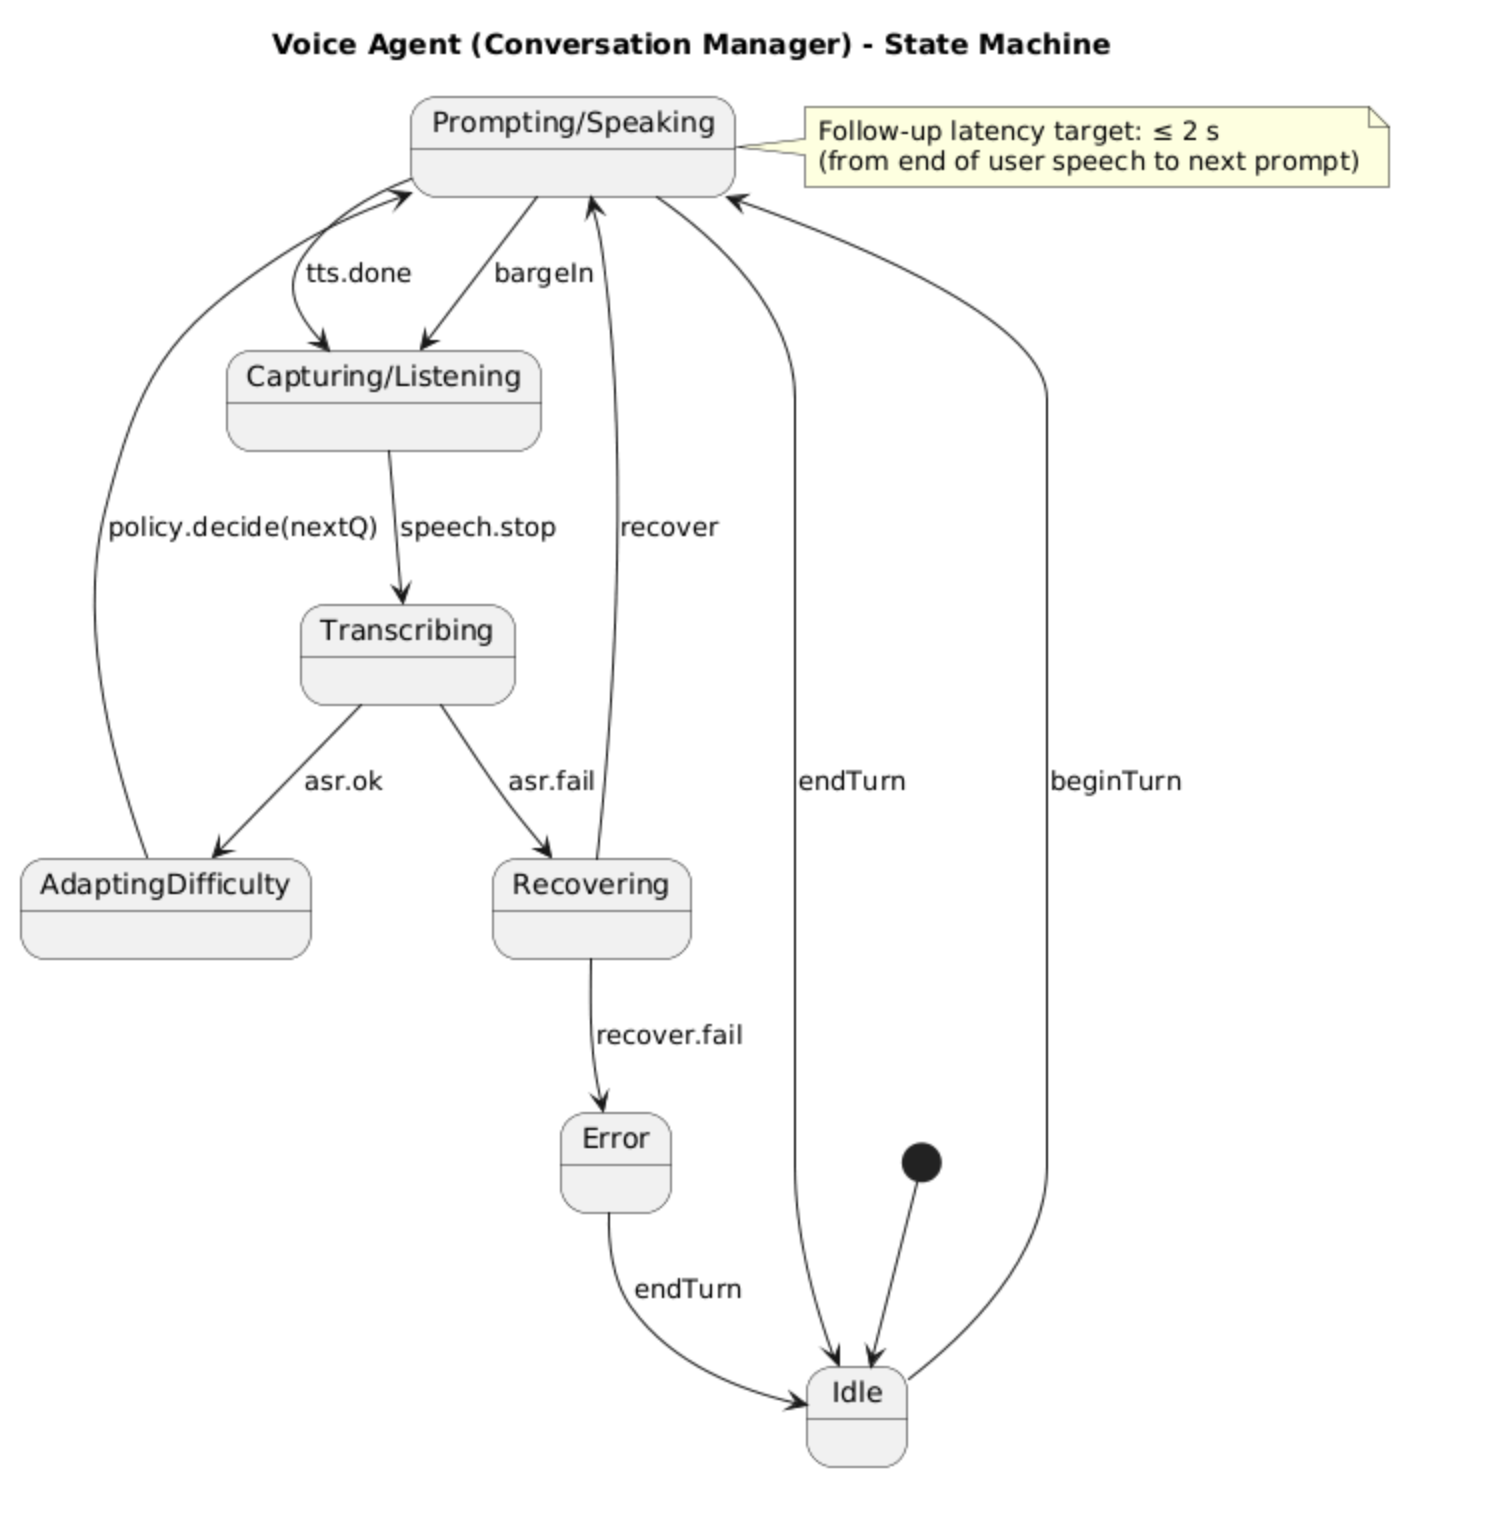 Voice Agent (Conversation Manager) - State Machine
Prompting/Speaking
Follow-up latency target: ≤ 2 s
(from end of user speech to next prompt)
tts.done
bargeIn
Capturing/Listening
policy.decide(nextQ)
speech.stop
recover
Transcribing
asr.ok
asr.fail
endTurn
beginTurn
AdaptingDifficulty
Recovering
recover.fail
Error
endTurn
Idle